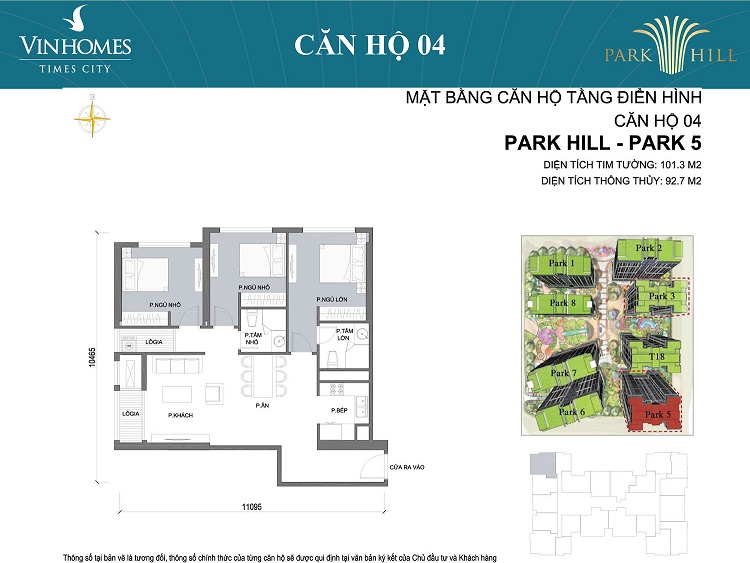 VINHOMES
TIMES CITY
CĂN HỘ 04
PARK HILL
MẶT BẰNG CĂN HỘ TẦNG ĐIỂN HÌNH
CĂN HỘ 04
PARK HILL - PARK 5
DIỆN TÍCH TIM TƯỜNG: 101.3 M2
DIỆN TÍCH THÔNG THỦY: 92.7 M2
P.NGỦ NHỎ
P.NGỦ NHỎ
P.NGỦ LỚN
P.TẮM
NHỎ
P.TẮM
LỚN
LÔGIA
LÔGIA
P.KHÁCH
P.ĂN
P.BẾP
CỬA RA VÀO
10465
11095
Park 1
Park 2
Park 8
Park 3
Park 7
T18
Park 6
Park 5
Thông số tại bản vẽ là tương đối, thông số chính thức của từng căn hộ sẽ được qui định tại văn bản ký kết của Chủ đầu tư và Khách hàng